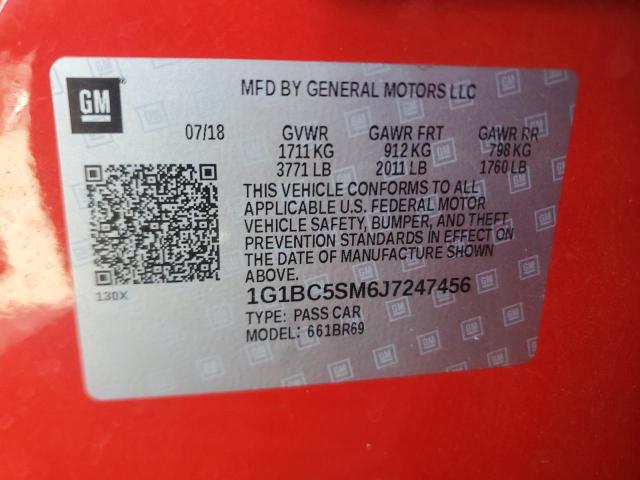 GM
MFD BY GENERAL MOTORS LLC
07/18 GVWR GAWR FRT GAWR RR
1711 KG 912 KG 798 KG
3771 LB 2011 LB 1760 LB
THIS VEHICLE CONFORMS TO ALL
APPLICABLE U.S. FEDERAL MOTOR
VEHICLE SAFETY, BUMPER, AND THEFT
PREVENTION STANDARDS IN EFFECT ON
THE DATE OF MANUFACTURE SHOWN
ABOVE.
130X
1G1BC5SM6J7247456
TYPE: PASS CAR
MODEL: 661BR69